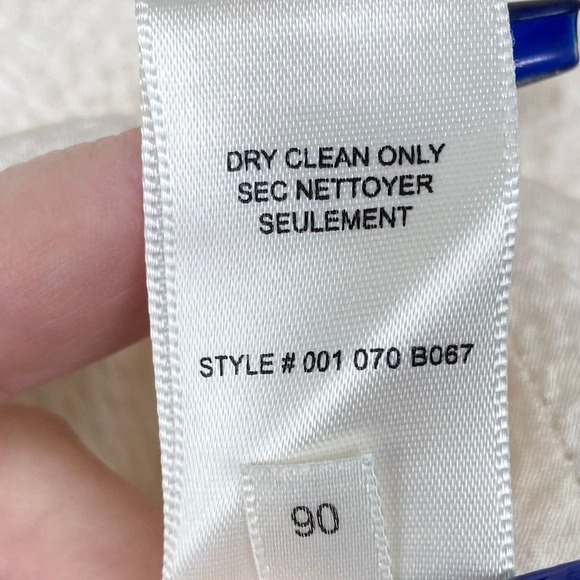 DRY CLEAN ONLY
SEC NETTOYER
SEULEMENT
STYLE # 001 070 B067
90